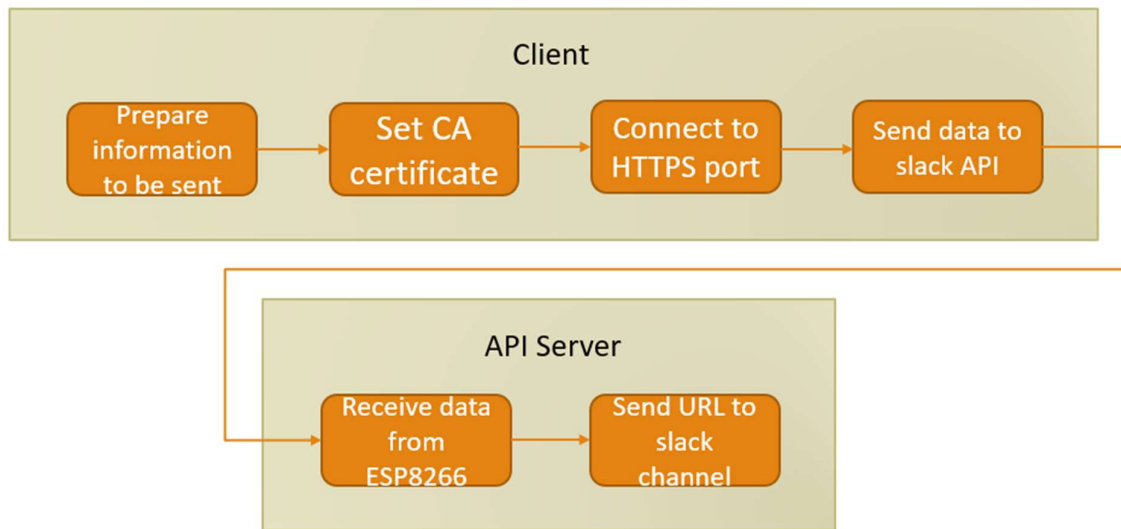 Client
Prepare
information
to be sent
Set CA
certificate
Connect to
HTTPS port
Send data to
slack API
API Server
Receive data
from
ESP8266
Send URL to
slack
channel